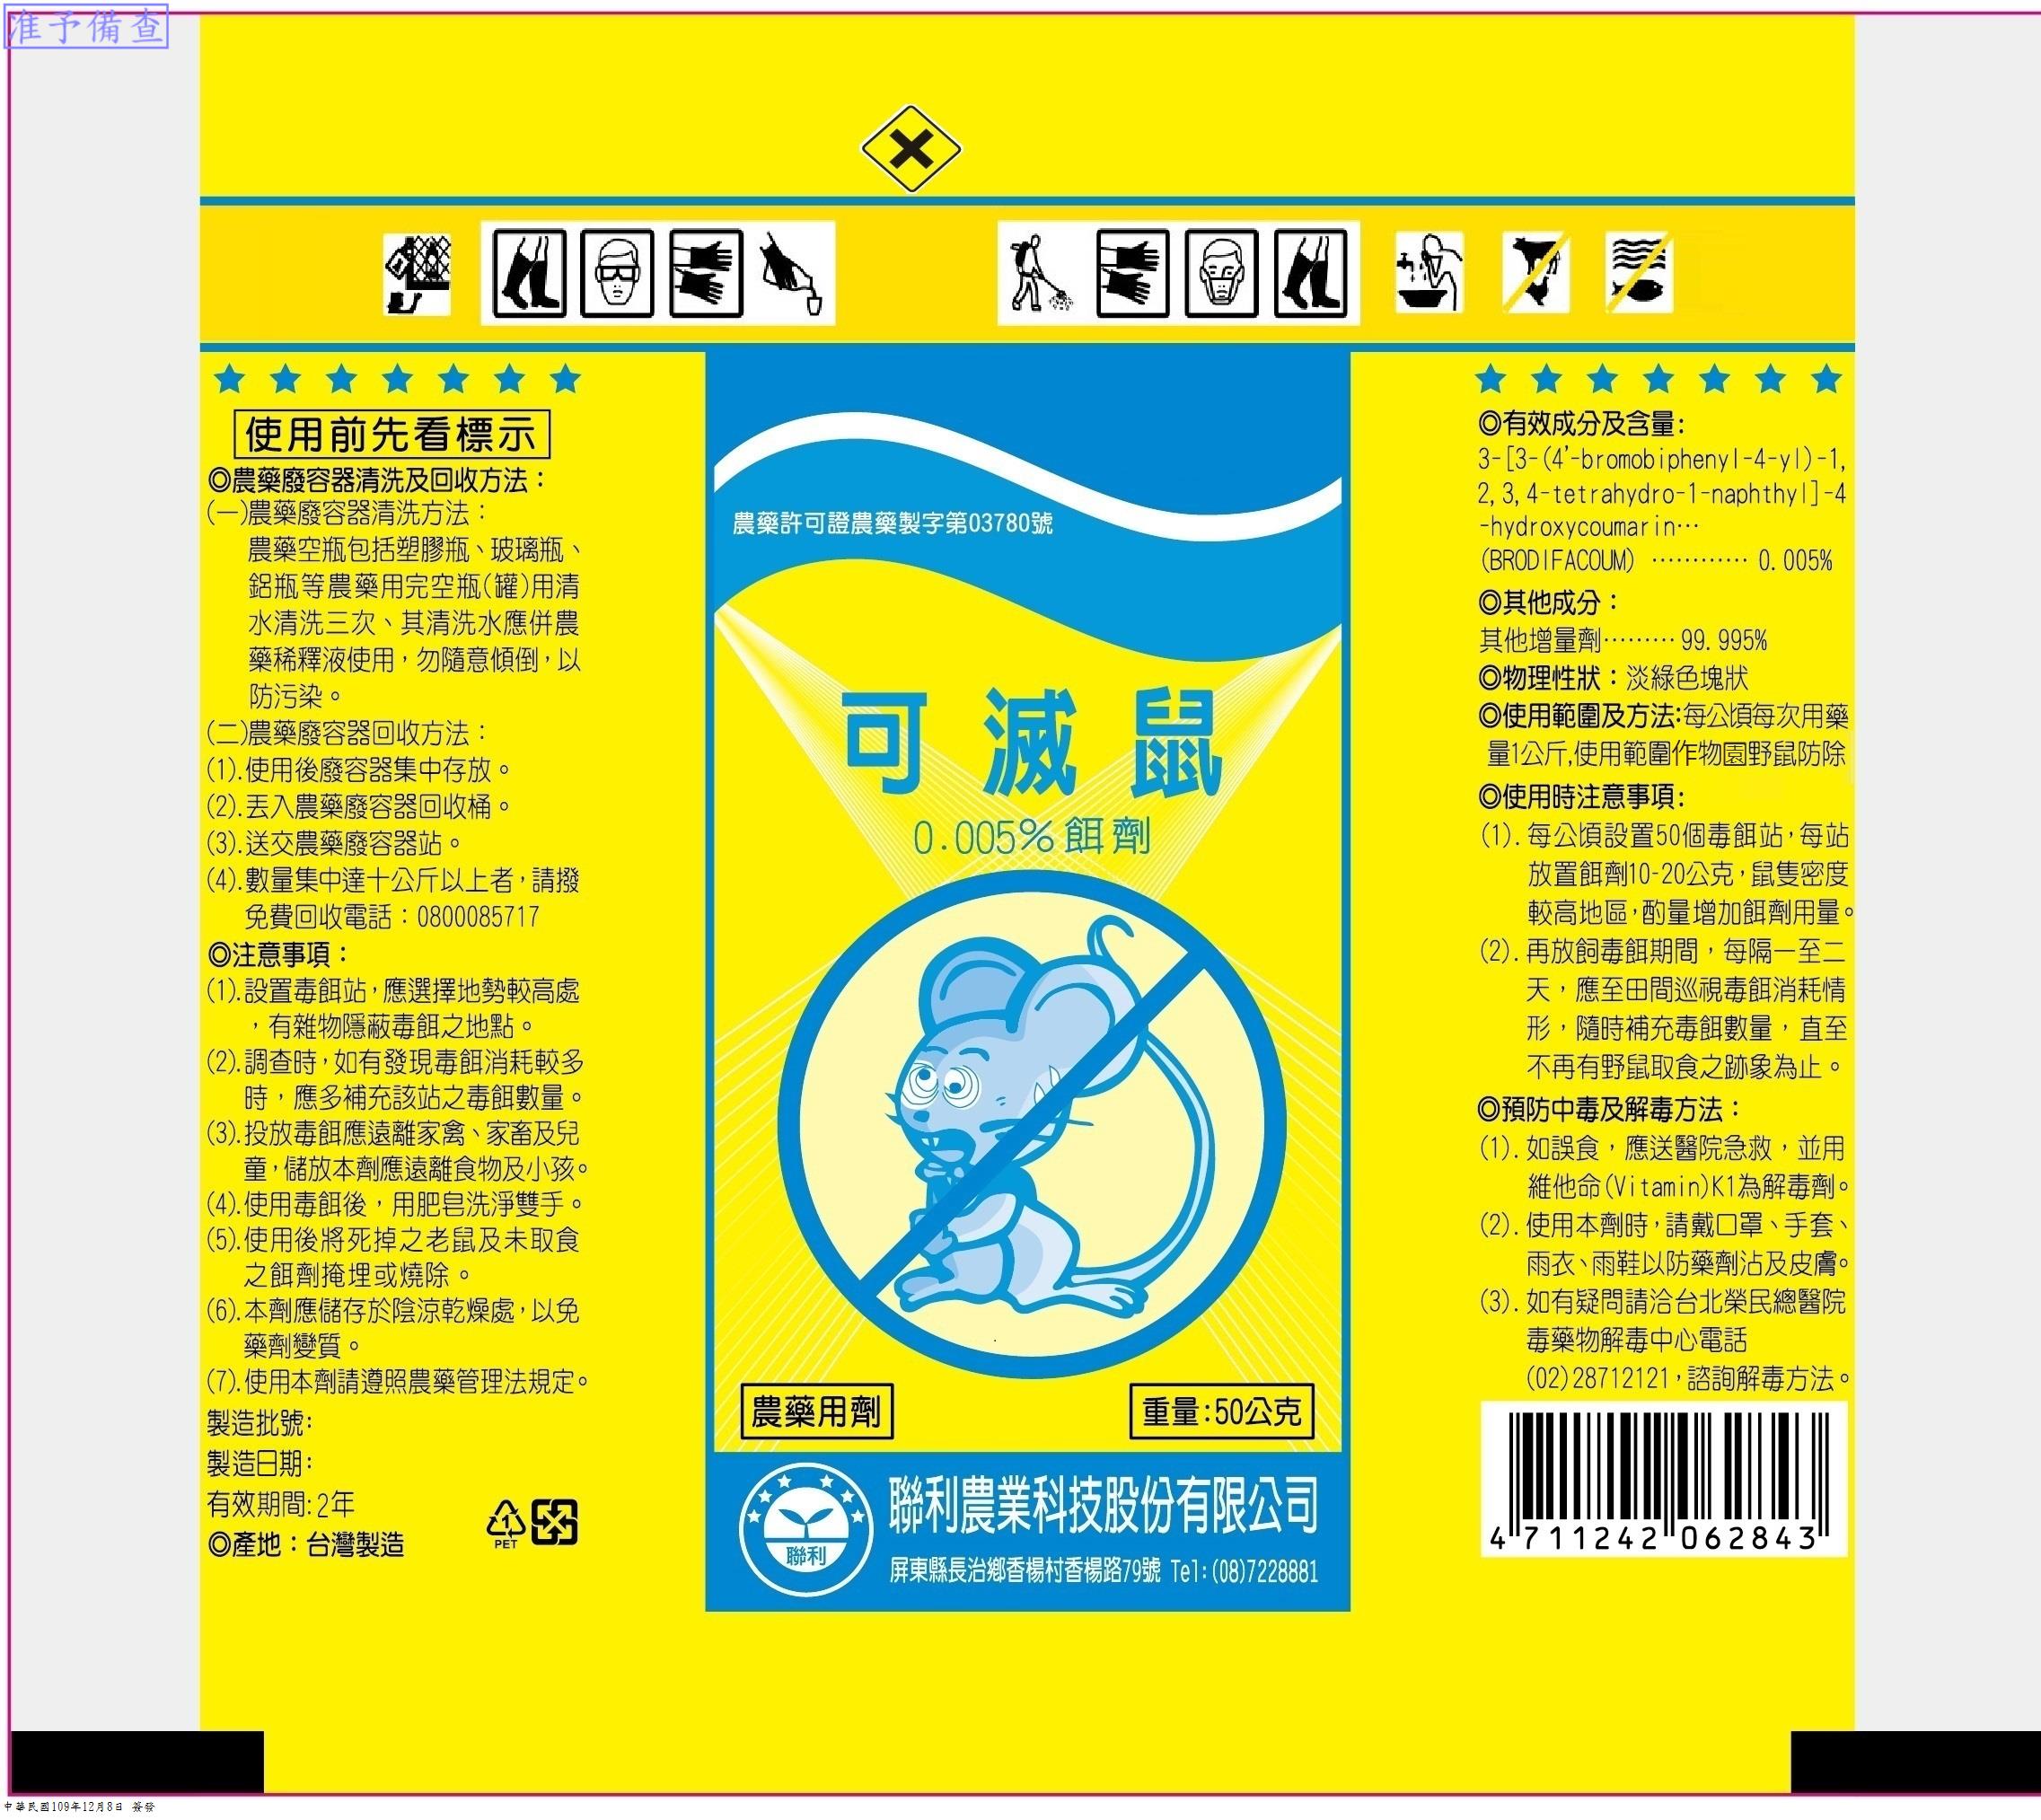 准予備查
使用前先看標示
◎農藥廢容器清洗及回收方法：
(一)農藥廢容器清洗方法：
農藥空瓶包括塑膠瓶、玻璃瓶、
鋁瓶等農藥用完空瓶(罐)用清
水清洗三次、其清洗水應併農
藥稀釋液使用，勿隨意傾倒，以
防污染。
(二)農藥廢容器回收方法：
(1).使用後廢容器集中存放。
(2).丟入農藥廢容器回收桶。
(3).送交農藥廢容器站。
(4).數量集中達十公斤以上者，請撥
免費回收電話：0800085717
◎注意事項：
(1).設置毒餌站，應選擇地勢較高處
，有雜物隱蔽毒餌之地點。
(2).調查時，如有發現毒餌消耗較多
時，應多補充該站之毒餌數量。
(3).投放毒餌應遠離家禽、家畜及兒
童，儲放本劑應遠離食物及小孩。
(4).使用毒餌後，用肥皂洗淨雙手。
(5).使用後將死掉之老鼠及未取食
之餌劑掩埋或燒除。
(6).本劑應儲存於陰涼乾燥處，以免
藥劑變質。
(7).使用本劑請遵照農藥管理法規定。
製造批號:
製造日期:
有效期間:2年
◎產地：台灣製造
1
PET
農藥許可證農藥製字第03780號
可滅鼠
0.005%餌劑
農藥用劑
重量:50公克
聯利
聯利農業科技股份有限公司
屏東縣長治鄉香楊村香楊路79號 Tel:(08)7228881
◎有效成分及含量:
3-[3-(4'-bromobiphenyl-4-yl)-1,
2,3,4-tetrahydro-1-naphthyl]-4
-hydroxycoumarin…
(BRODIFACOUM) ………… 0.005%
◎其他成分：
其他增量劑……… 99.995%
◎物理性狀：淡綠色塊狀
◎使用範圍及方法:每公頃每次用藥
量1公斤,使用範圍作物園野鼠防除
◎使用時注意事項:
(1).每公頃設置50個毒餌站，每站
放置餌劑10-20公克，鼠隻密度
較高地區，酌量增加餌劑用量。
(2).再放飼毒餌期間，每隔一至二
天，應至田間巡視毒餌消耗情
形，隨時補充毒餌數量，直至
不再有野鼠取食之跡象為止。
◎預防中毒及解毒方法：
(1).如誤食，應送醫院急救，並用
維他命(Vitamin)K1為解毒劑。
(2).使用本劑時，請戴口罩、手套、
雨衣、雨鞋以防藥劑沾及皮膚。
(3).如有疑問請洽台北榮民總醫院
毒藥物解毒中心電話
(02)28712121，諮詢解毒方法。
4 711242 062843
中華民國109年12月8日 簽發